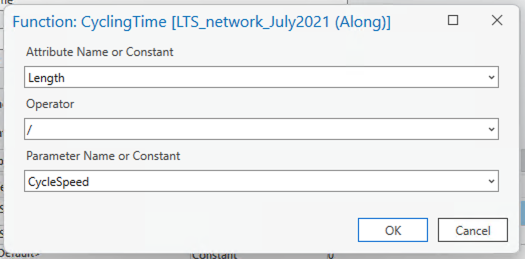 Function: CyclingTime [LTS_network_July2021 (Along)]
Attribute Name or Constant
Length
Operator
/
Parameter Name or Constant
CycleSpeed
OK
Cancel
Default>
Constant
0